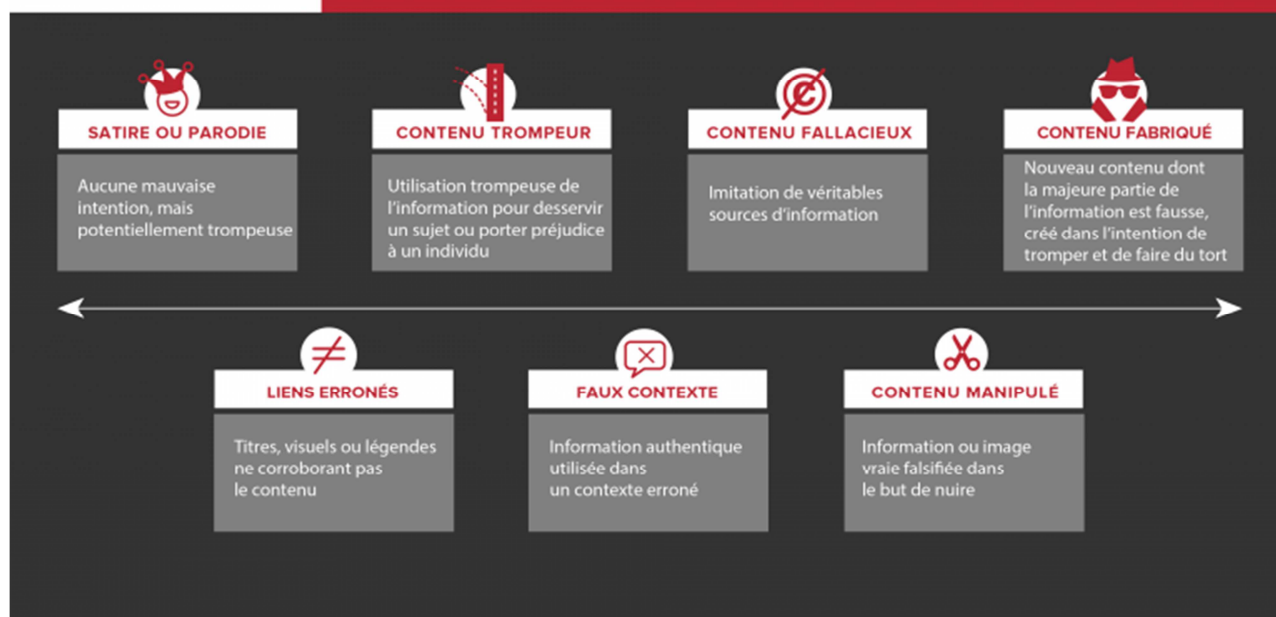 SATIRE OU PARODIE
Aucune mauvaise
intention, mais
potentiellement trompeuse
CONTENU TROMPEUR
Utilisation trompeuse de
l'information pour desservir
un sujet ou porter préjudice
à un individu
CONTENU FALLACIEUX
Imitation de véritables
sources d'information
CONTENU FABRIQUÉ
Nouveau contenu dont
la majeure partie de
l'information est fausse,
créé dans l'intention de
tromper et de faire du tort
LIENS ERRONÉS
Titres, visuels ou légendes
ne corroborant pas
le contenu
FAUX CONTEXTE
Information authentique
utilisée dans
un contexte erroné
CONTENU MANIPULÉ
Information ou image
vraie falsifiée dans
le but de nuire